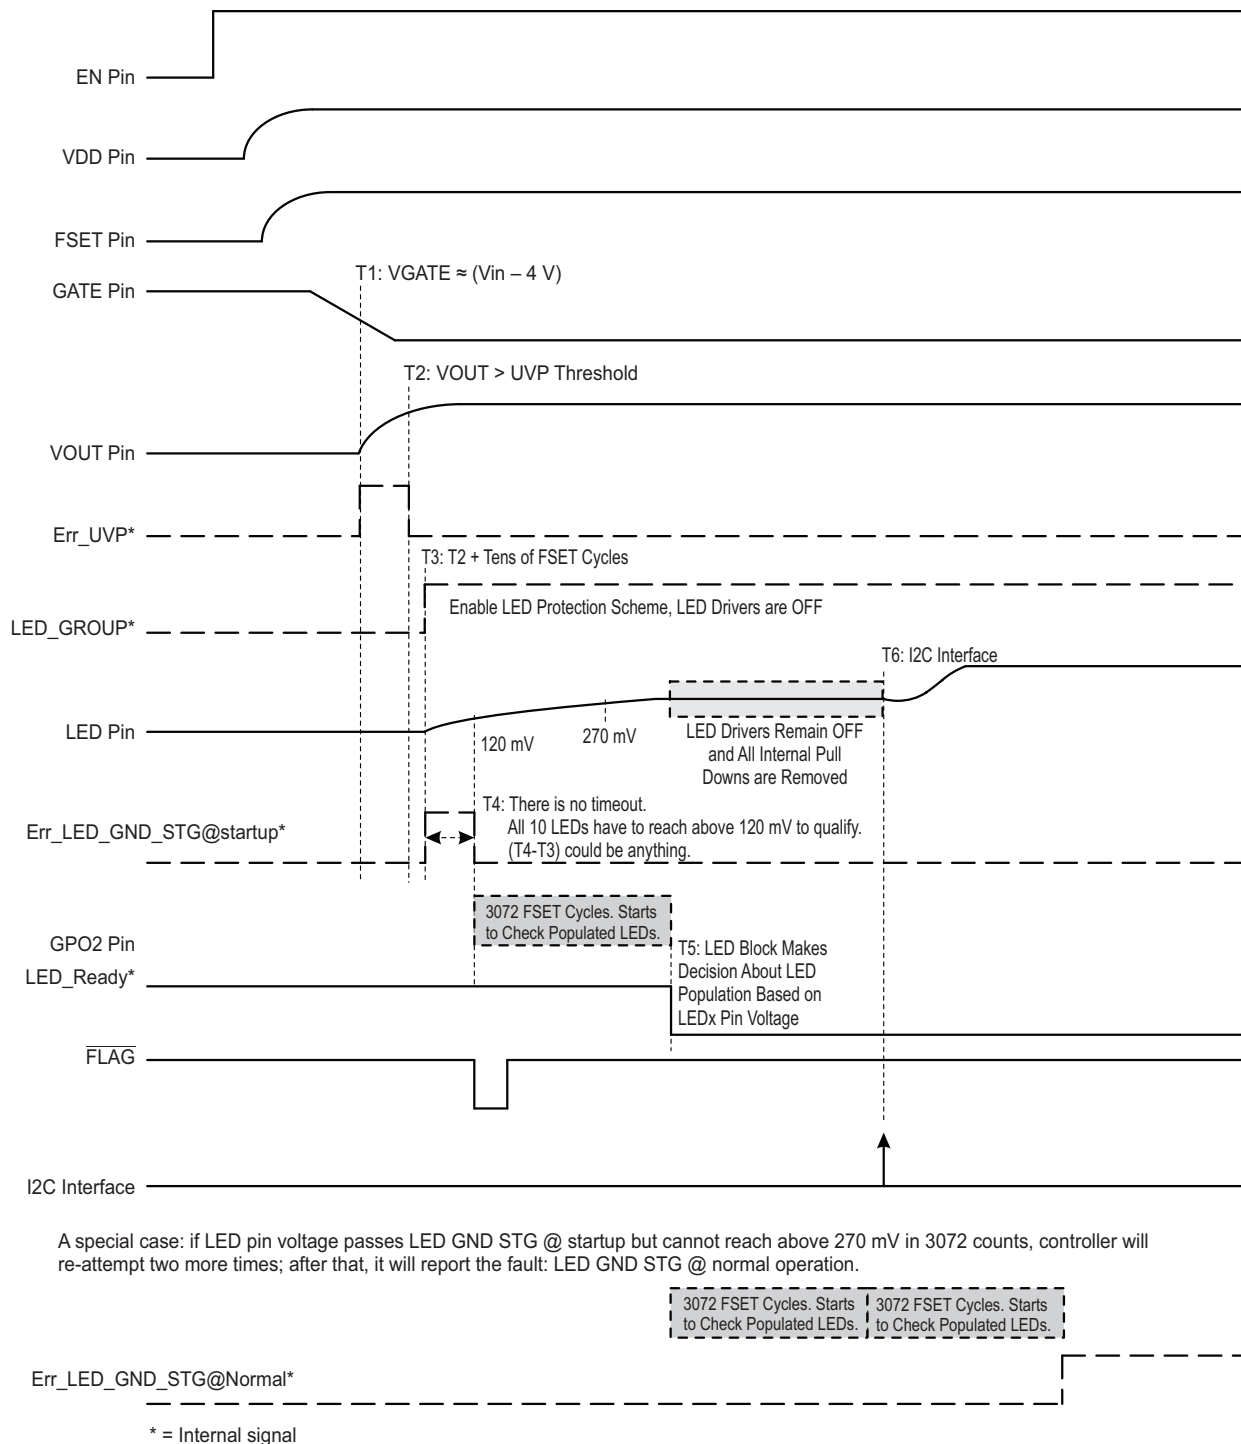 EN Pin
VDD Pin
FSET Pin
T1: VGATE ≈ (Vin – 4 V)
GATE Pin
T2: VOUT > UVP Threshold
VOUT Pin
Err_UVP*
T3: T2 + Tens of FSET Cycles
Enable LED Protection Scheme, LED Drivers are OFF
LED_GROUP*
T6: I2C Interface
LED Pin
120 mV
270 mV
LED Drivers Remain OFF
and All Internal Pull
Downs are Removed
T4: There is no timeout.
All 10 LEDs have to reach above 120 mV to qualify.
(T4-T3) could be anything.
Err_LED_GND_STG@startup*
3072 FSET Cycles. Starts
to Check Populated LEDs.
GPO2 Pin
LED_Ready*
T5: LED Block Makes
Decision About LED
Population Based on
LEDx Pin Voltage
FLAG
I2C Interface
A special case: if LED pin voltage passes LED GND STG @ startup but cannot reach above 270 mV in 3072 counts, controller will
re-attempt two more times; after that, it will report the fault: LED GND STG @ normal operation.
3072 FSET Cycles. Starts
to Check Populated LEDs.
3072 FSET Cycles. Starts
to Check Populated LEDs.
Err_LED_GND_STG@Normal*
* = Internal signal